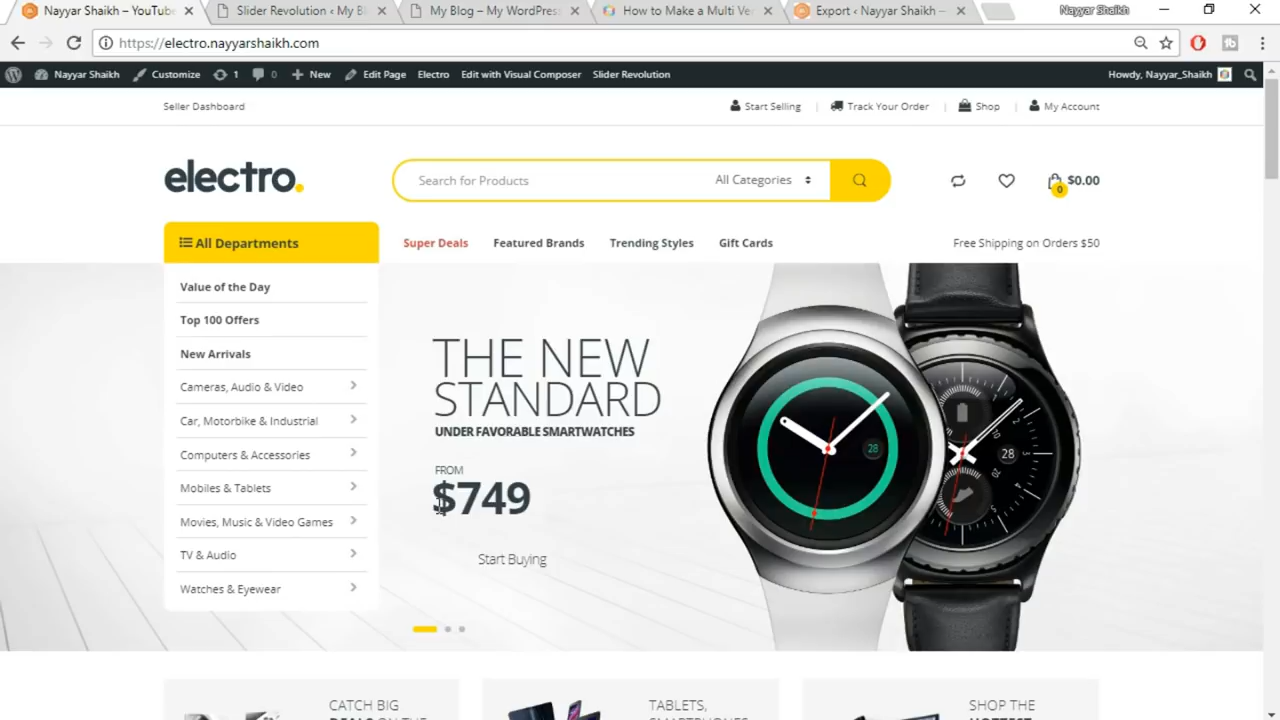 Nayyar Shaikh – YouTube
Slider Revolution ‹ My Bl
My Blog – My WordPress
How to Make a Multi Ve
Export ‹ Nayyar Shaikh —
Nayyar Shaikh
https://electro.nayyarshaikh.com
Nayyar Shaikh
Customize
1
0
New
Edit Page
Electro
Edit with Visual Composer
Slider Revolution
Howdy, Nayyar_Shaikh
Seller Dashboard
Start Selling
Track Your Order
Shop
My Account
electro.
Search for Products
All Categories
0
$0.00
All Departments
Super Deals
Featured Brands
Trending Styles
Gift Cards
Free Shipping on Orders $50
Value of the Day
Top 100 Offers
New Arrivals
Cameras, Audio & Video
Car, Motorbike & Industrial
Computers & Accessories
Mobiles & Tablets
Movies, Music & Video Games
TV & Audio
Watches & Eyewear
THE NEW
STANDARD
UNDER FAVORABLE SMARTWATCHES
FROM
$749
Start Buying
28
28
CATCH BIG
DEALS ON THE
TABLETS,
SMARTPHONES
SHOP THE
HOTTEST